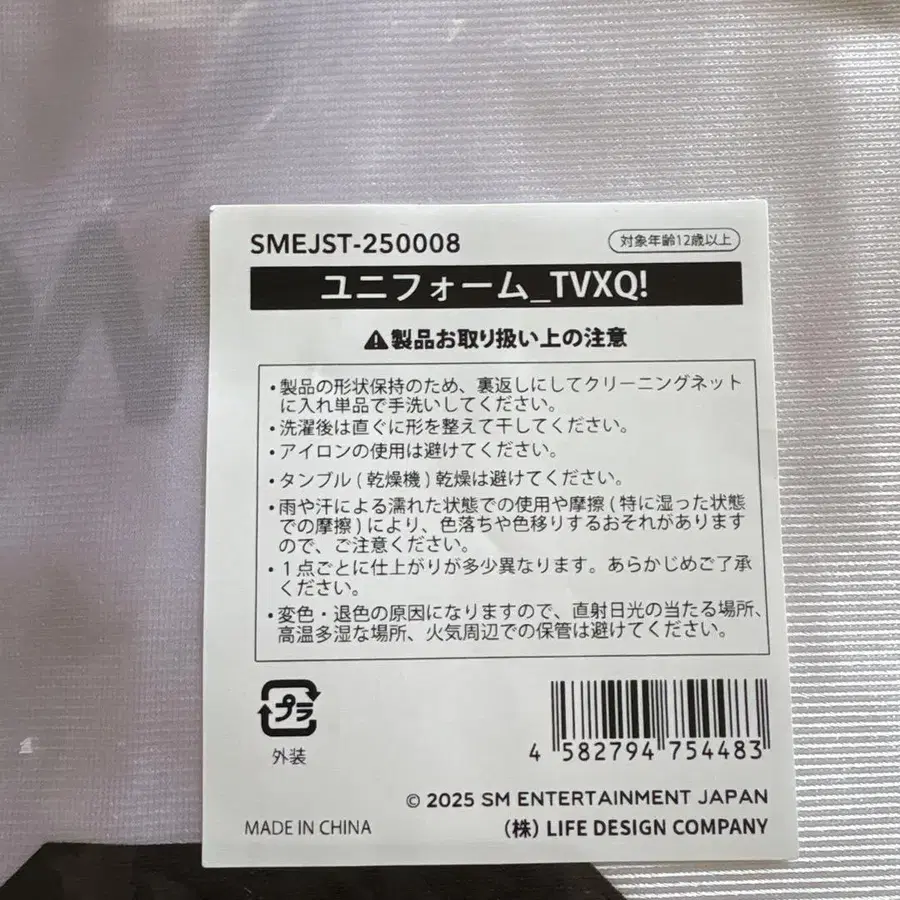 SMEJST-250008
対象年齢12歳以上
ユニフォーム_TVXQ!
製品お取り扱い上の注意
・製品の形状保持のため、裏返しにしてクリーニングネット
に入れ単品で手洗いしてください。
・洗濯後は直ぐに形を整えて干してください。
・アイロンの使用は避けてください。
・タンブル(乾燥機)乾燥は避けてください。
・雨や汗による濡れた状態での使用や摩擦(特に湿った状態
での摩擦)により、色落ちや色移りするおそれがあります
ので、ご注意ください。
・1点ごとに仕上がりが多少異なります。あらかじめご了承
ください。
・変色・退色の原因になりますので、直射日光の当たる場所、
高温多湿な場所、火気周辺での保管は避けてください。
プラ
外装
4 582794 754483
© 2025 SM ENTERTAINMENT JAPAN
MADE IN CHINA
(株) LIFE DESIGN COMPANY